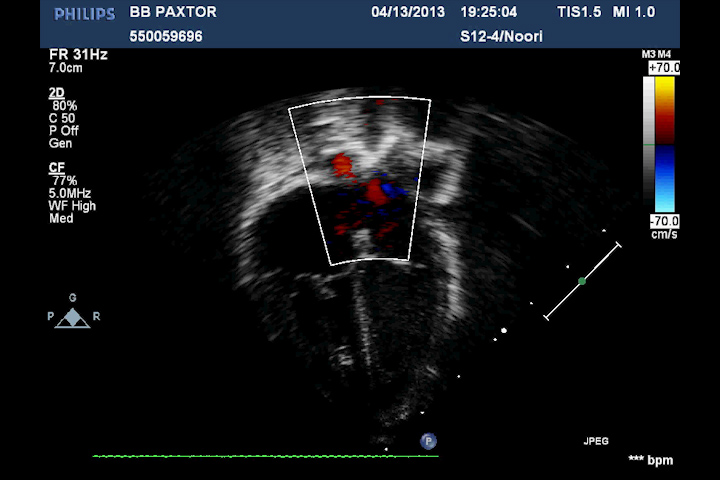 PHILIPS BB PAXTOR 04/13/2013 19:25:04 TIS1.5 MI 1.0
550059696 S12-4/Noori
FR 31Hz
7.0cm
2D
80%
C 50
P Off
Gen
CF
77%
5.0MHz
WF High
Med
M3 M4
+70.0
-70.0
cm/s
G
P R
P
JPEG
*** bpm